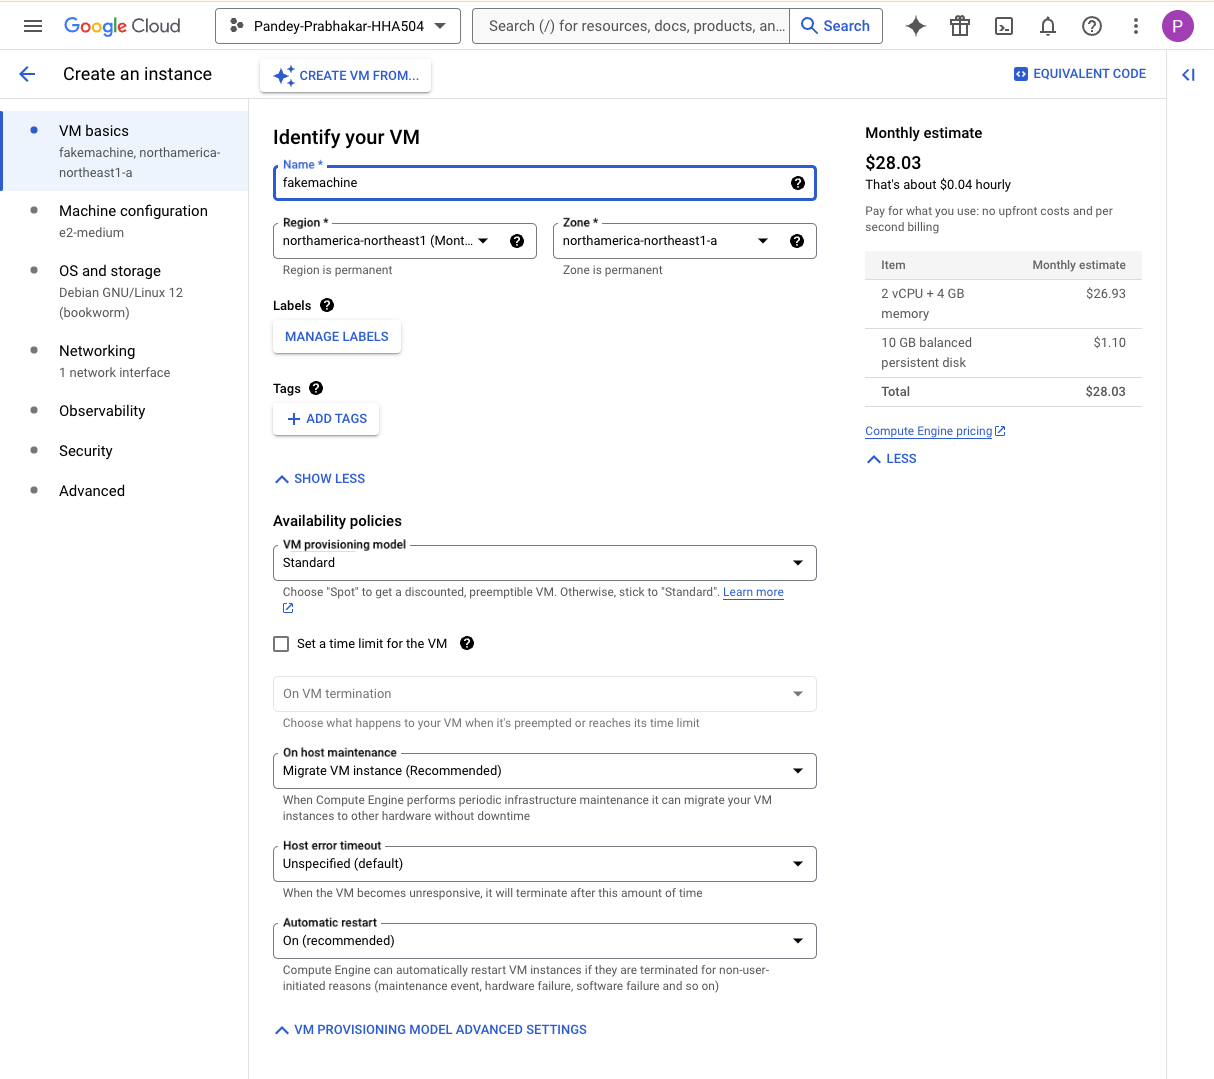 Google Cloud
Pandey-Prabhakar-HHA504
Search (/) for resources, docs, products, an...
Search
P
Create an instance
CREATE VM FROM...
EQUIVALENT CODE
VM basics
fakemachine, northamerica-
northeast1-a
Machine configuration
e2-medium
OS and storage
Debian GNU/Linux 12
(bookworm)
Networking
1 network interface
Observability
Security
Advanced
Identify your VM
Name *
fakemachine
Region *
northamerica-northeast1 (Mont...
Region is permanent
Zone *
northamerica-northeast1-a
Zone is permanent
Labels
MANAGE LABELS
Tags
ADD TAGS
SHOW LESS
Availability policies
VM provisioning model
Standard
Choose "Spot" to get a discounted, preemptible VM. Otherwise, stick to "Standard". Learn more
Set a time limit for the VM
On VM termination
Choose what happens to your VM when it's preempted or reaches its time limit
On host maintenance
Migrate VM instance (Recommended)
When Compute Engine performs periodic infrastructure maintenance it can migrate your VM
instances to other hardware without downtime
Host error timeout
Unspecified (default)
When the VM becomes unresponsive, it will terminate after this amount of time
Automatic restart
On (recommended)
Compute Engine can automatically restart VM instances if they are terminated for non-user-
initiated reasons (maintenance event, hardware failure, software failure and so on)
VM PROVISIONING MODEL ADVANCED SETTINGS
Monthly estimate
$28.03
That's about $0.04 hourly
Pay for what you use: no upfront costs and per
second billing
Item Monthly estimate
2 vCPU + 4 GB $26.93
memory
10 GB balanced $1.10
persistent disk
Total $28.03
Compute Engine pricing
LESS